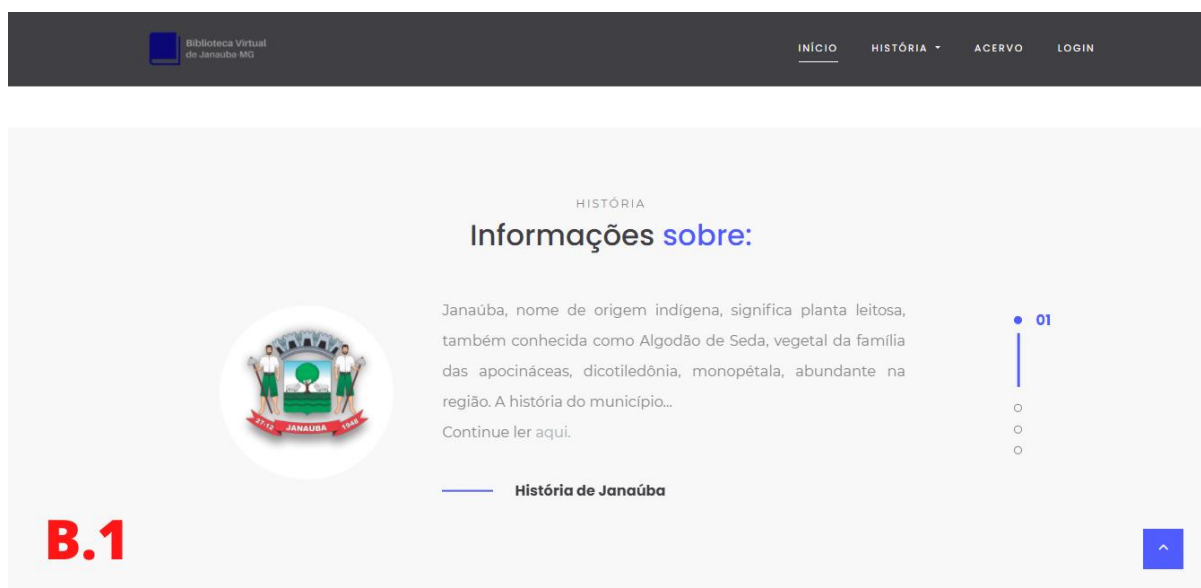 Biblioteca Virtual
de Janaúba-MG
INÍCIO HISTÓRIA ACERVO LOGIN
HISTÓRIA
Informações sobre:
Janaúba, nome de origem indígena, significa planta leitosa,
também conhecida como Algodão de Seda, vegetal da família
das apocináceas, dicotiledônia, monopétala, abundante na
região. A história do município...
Continue ler aqui.
01
27-12 JANAÚBA 1948
História de Janaúba
B.1